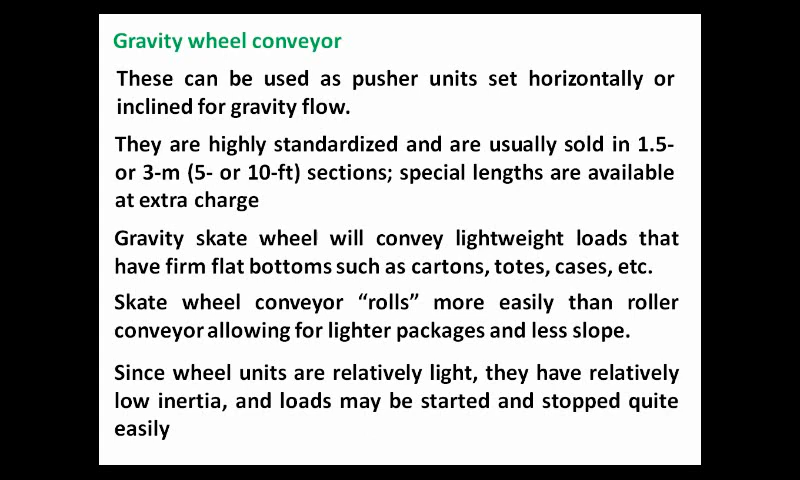 Gravity wheel conveyor
These can be used as pusher units set horizontally or
inclined for gravity flow.
They are highly standardized and are usually sold in 1.5-
or 3-m (5- or 10-ft) sections; special lengths are available
at extra charge
Gravity skate wheel will convey lightweight loads that
have firm flat bottoms such as cartons, totes, cases, etc.
Skate wheel conveyor “rolls” more easily than roller
conveyor allowing for lighter packages and less slope.
Since wheel units are relatively light, they have relatively
low inertia, and loads may be started and stopped quite
easily